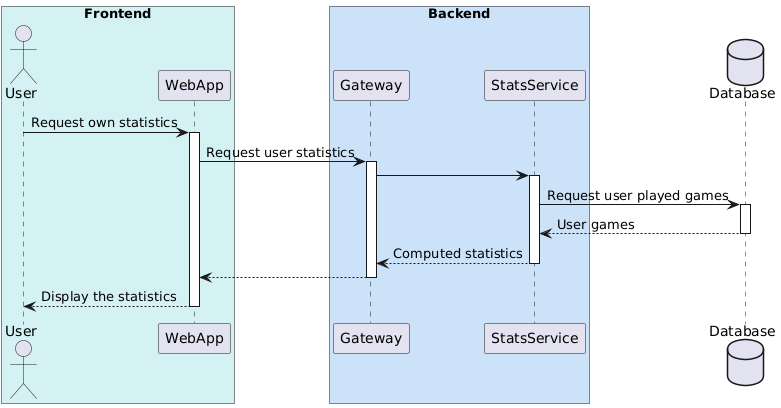 Frontend
Backend
User
WebApp
Gateway
StatsService
Database
Request own statistics
Request user statistics
Request user played games
User games
Computed statistics
Display the statistics
User
WebApp
Gateway
StatsService
Database